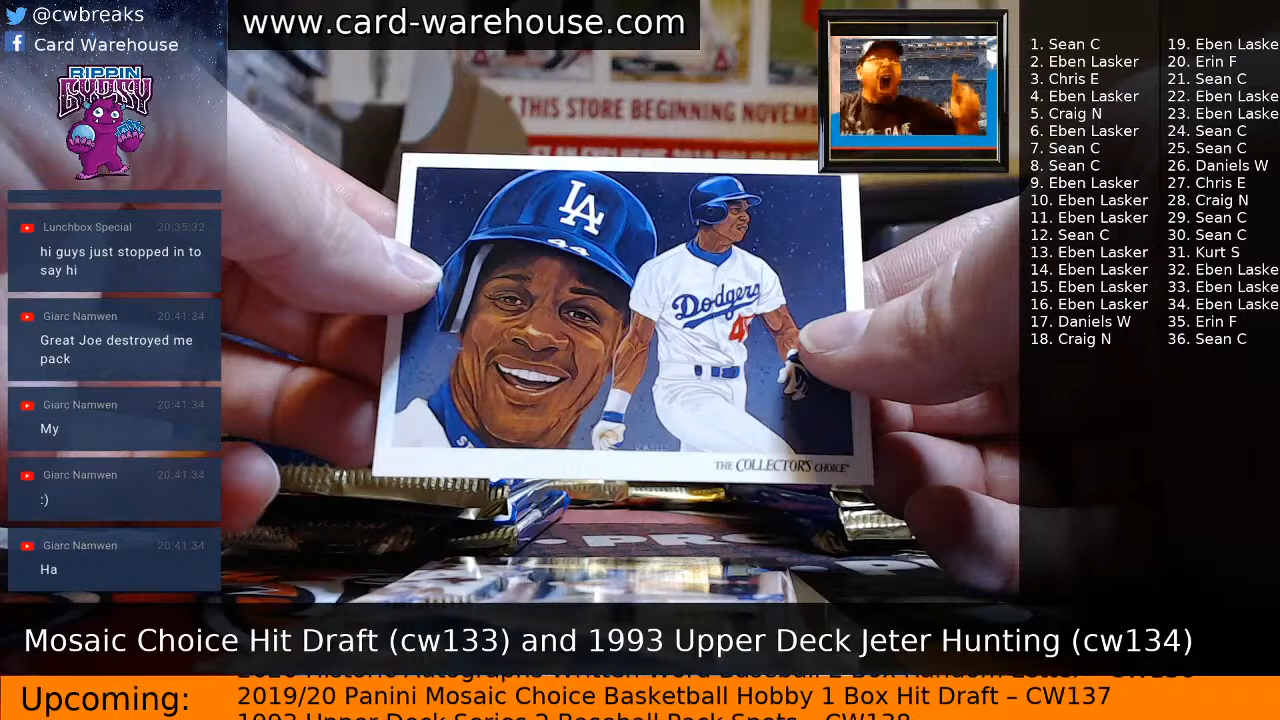 @cwbreaks
Card Warehouse
RIPPIN
www.card-warehouse.com
THIS STORE BEGINNING NOVEMB
LA
44
Dodgers
THE COLLECTOR'S CHOICE
Lunchbox Special 20:35:32
hi guys just stopped in to
say hi
Giarc Namwen 20:41:34
Great Joe destroyed me
pack
Giarc Namwen 20:41:34
My
Giarc Namwen 20:41:34
:)
Giarc Namwen 20:41:34
Ha
1. Sean C
2. Eben Lasker
3. Chris E
4. Eben Lasker
5. Craig N
6. Eben Lasker
7. Sean C
8. Sean C
9. Eben Lasker
10. Eben Lasker
11. Eben Lasker
12. Sean C
13. Eben Lasker
14. Eben Lasker
15. Eben Lasker
16. Eben Lasker
17. Daniels W
18. Craig N
19. Eben Laske
20. Erin F
21. Sean C
22. Eben Laske
23. Eben Laske
24. Sean C
25. Sean C
26. Daniels W
27. Chris E
28. Craig N
29. Sean C
30. Sean C
31. Kurt S
32. Eben Laske
33. Eben Laske
34. Eben Laske
35. Erin F
36. Sean C
Mosaic Choice Hit Draft (cw133) and 1993 Upper Deck Jeter Hunting (cw134)
Upcoming:
2019/20 Panini Mosaic Choice Basketball Hobby 1 Box Hit Draft – CW137